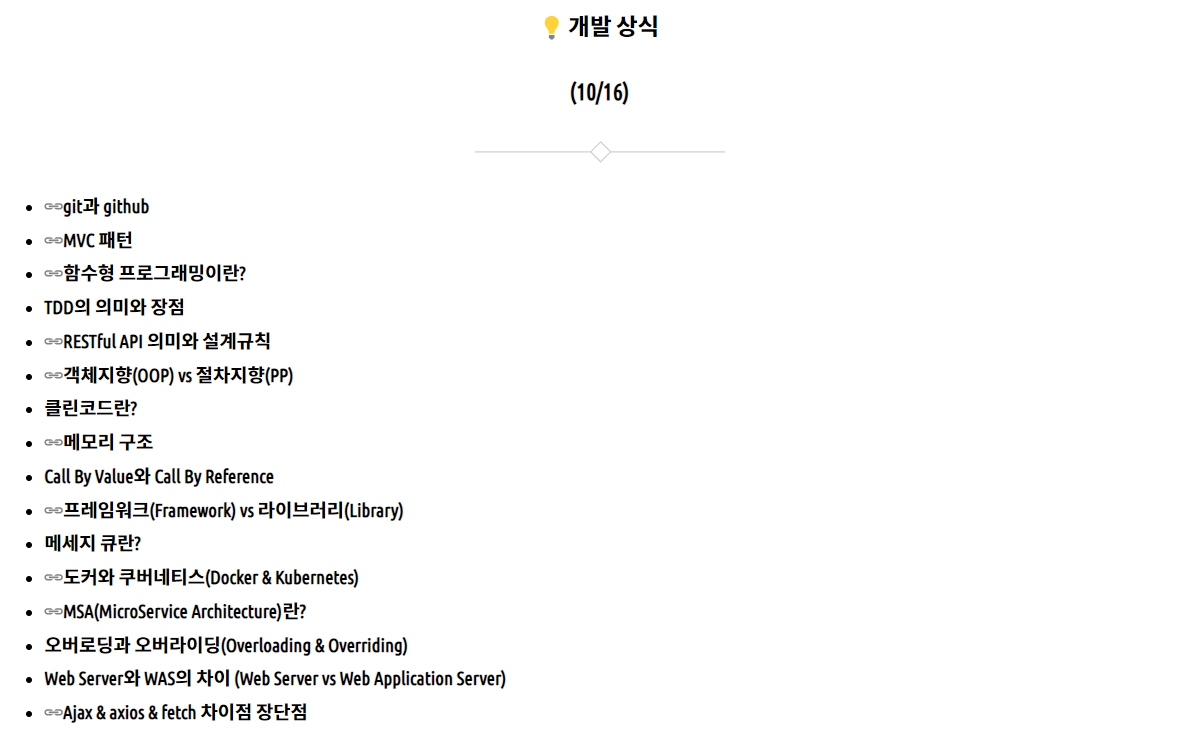 💡 개발 상식
(10/16)
git과 github
MVC 패턴
함수형 프로그래밍이란?
TDD의 의미와 장점
RESTful API 의미와 설계규칙
객체지향(OOP) vs 절차지향(PP)
클린코드란?
메모리 구조
Call By Value와 Call By Reference
프레임워크(Framework) vs 라이브러리(Library)
메세지 큐란?
도커와 쿠버네티스(Docker & Kubernetes)
MSA(MicroService Architecture)란?
오버로딩과 오버라이딩(Overloading & Overriding)
Web Server와 WAS의 차이 (Web Server vs Web Application Server)
Ajax & axios & fetch 차이점 장단점